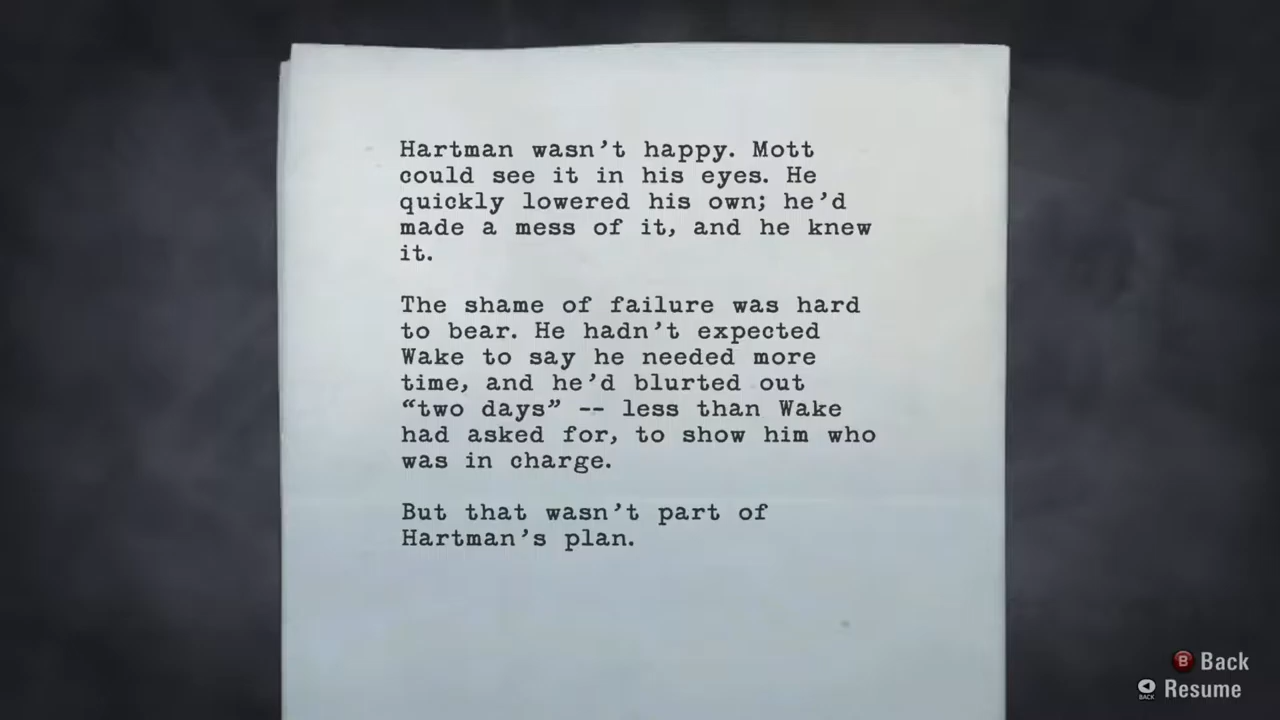 Hartman wasn't happy. Mott
could see it in his eyes. He
quickly lowered his own; he'd
made a mess of it, and he knew
it.
The shame of failure was hard
to bear. He hadn't expected
Wake to say he needed more
time, and he'd blurted out
“two days” -- less than Wake
had asked for, to show him who
was in charge.
But that wasn't part of
Hartman's plan.
B Back
BACK Resume